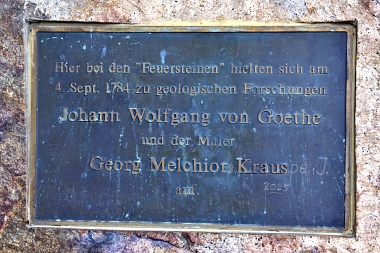 Hier bei den "Feuersteinen" hielten sich am
4. Sept. 1784 zu geologischen Forschungen
Johann Wolfgang von Goethe
und der Maler
Georg Melchior Kraus
auf.
2025